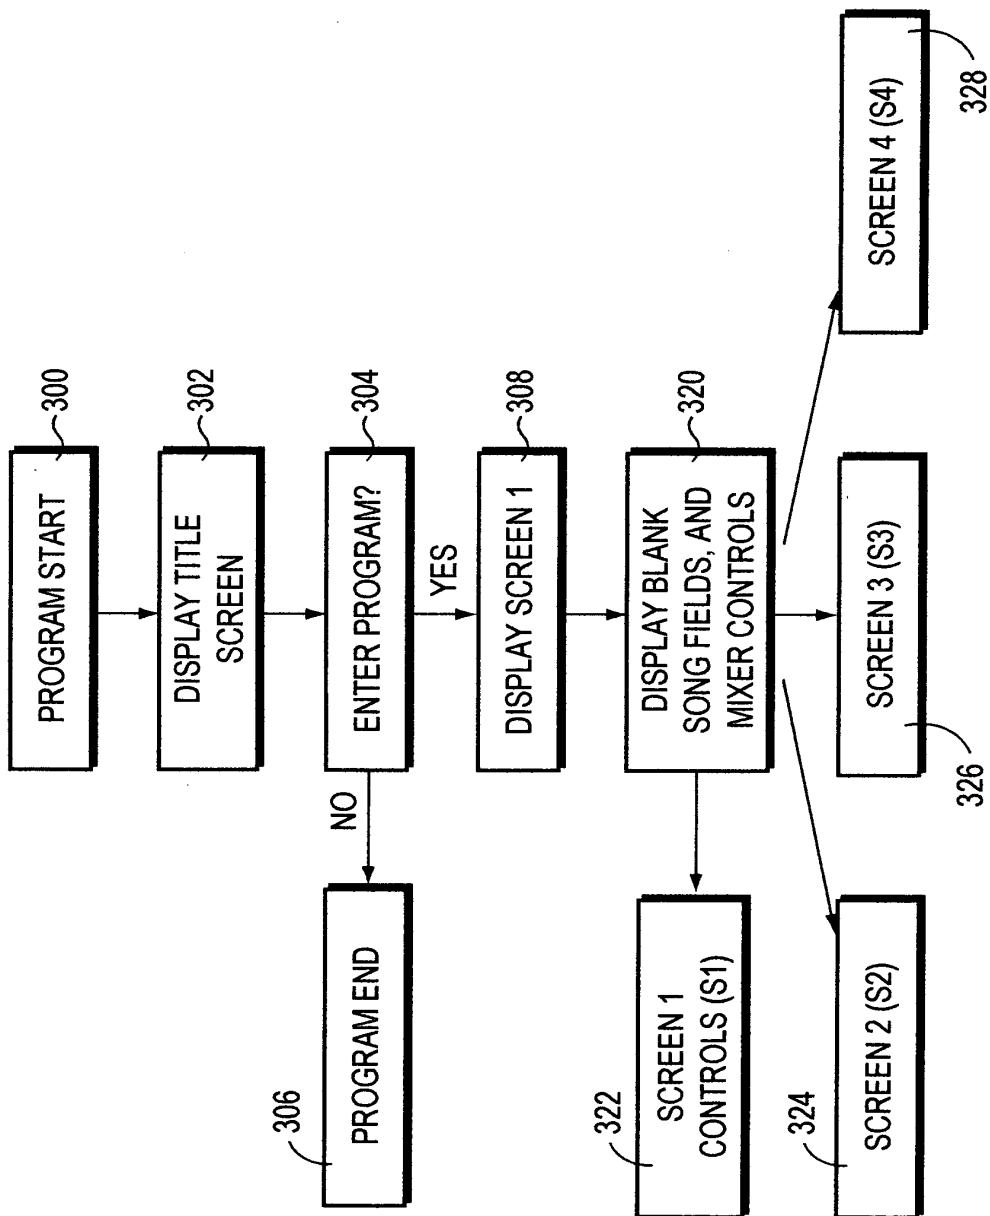 PROGRAM START
300
DISPLAY TITLE
SCREEN
302
ENTER PROGRAM?
304
NO
YES
PROGRAM END
306
DISPLAY SCREEN 1
308
DISPLAY BLANK
SONG FIELDS, AND
MIXER CONTROLS
320
SCREEN 1
CONTROLS (S1)
322
SCREEN 2 (S2)
324
SCREEN 3 (S3)
326
SCREEN 4 (S4)
328